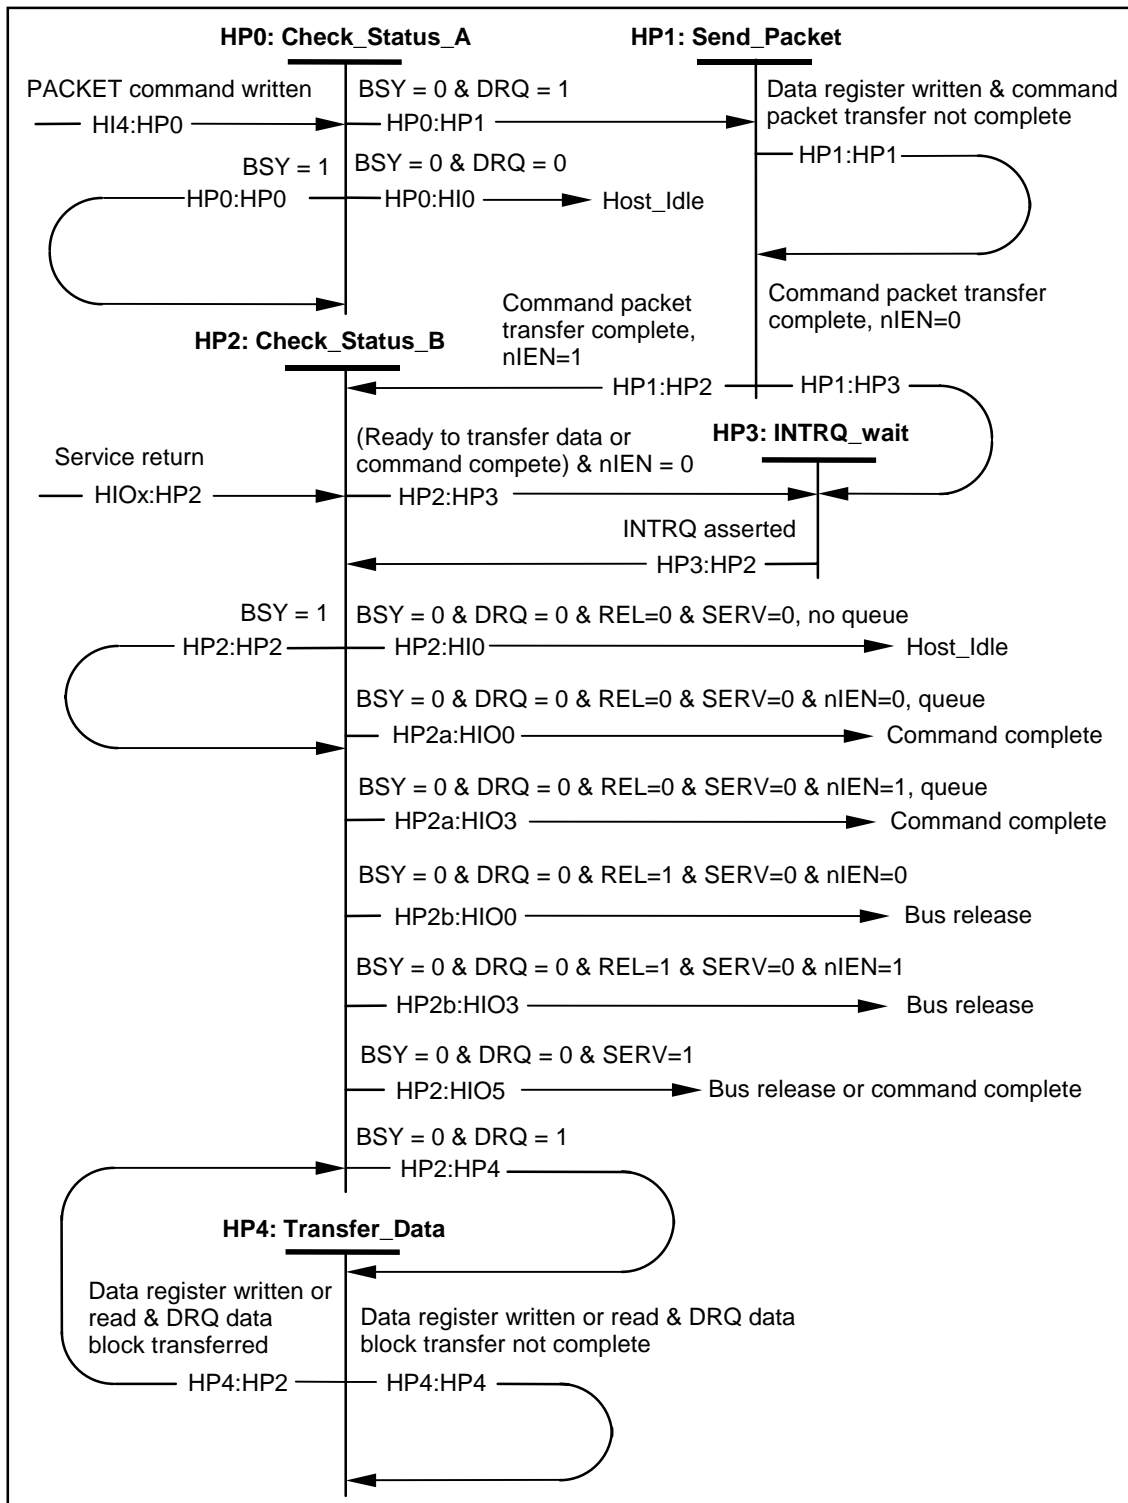 HP0: Check_Status_A
HP1: Send_Packet
PACKET command written
HI4:HP0
BSY = 0 & DRQ = 1
HP0:HP1
Data register written & command
packet transfer not complete
HP1:HP1
BSY = 1
HP0:HP0
BSY = 0 & DRQ = 0
HP0:HI0
Host_Idle
Command packet
transfer complete,
nIEN=1
Command packet transfer
complete, nIEN=0
HP2: Check_Status_B
HP1:HP2
HP1:HP3
HP3: INTRQ_wait
Service return
HIOx:HP2
(Ready to transfer data or
command compete) & nIEN = 0
HP2:HP3
INTRQ asserted
HP3:HP2
BSY = 1
HP2:HP2
BSY = 0 & DRQ = 0 & REL=0 & SERV=0, no queue
HP2:HI0
Host_Idle
BSY = 0 & DRQ = 0 & REL=0 & SERV=0 & nIEN=0, queue
HP2a:HIO0
Command complete
BSY = 0 & DRQ = 0 & REL=0 & SERV=0 & nIEN=1, queue
HP2a:HIO3
Command complete
BSY = 0 & DRQ = 0 & REL=1 & SERV=0 & nIEN=0
HP2b:HIO0
Bus release
BSY = 0 & DRQ = 0 & REL=1 & SERV=0 & nIEN=1
HP2b:HIO3
Bus release
BSY = 0 & DRQ = 0 & SERV=1
HP2:HIO5
Bus release or command complete
BSY = 0 & DRQ = 1
HP2:HP4
HP4: Transfer_Data
Data register written or
read & DRQ data
block transferred
HP4:HP2
Data register written or read & DRQ data
block transfer not complete
HP4:HP4